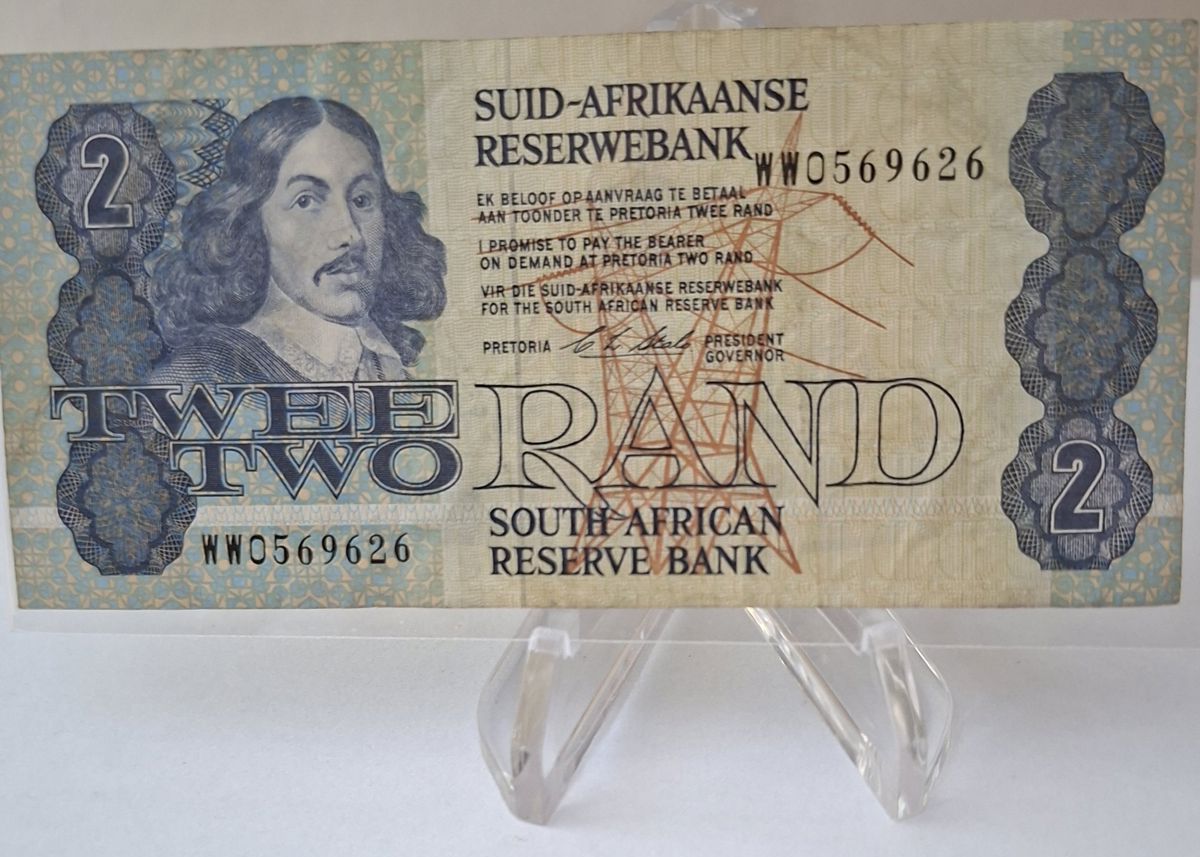 2
SUID-AFRIKAANSE
RESERWEBANK
WW0569626
EK BELOOF OP AANVRAAG TE BETAAL
AAN TOONDER TE PRETORIA TWEE RAND
I PROMISE TO PAY THE BEARER
ON DEMAND AT PRETORIA TWO RAND
VIR DIE SUID-AFRIKAANSE RESERWEBANK
FOR THE SOUTH AFRICAN RESERVE BANK
PRETORIA PRESIDENT
GOVERNOR
TWEE
TWO
RAND
2
SOUTH AFRICAN
RESERVE BANK
WW0569626